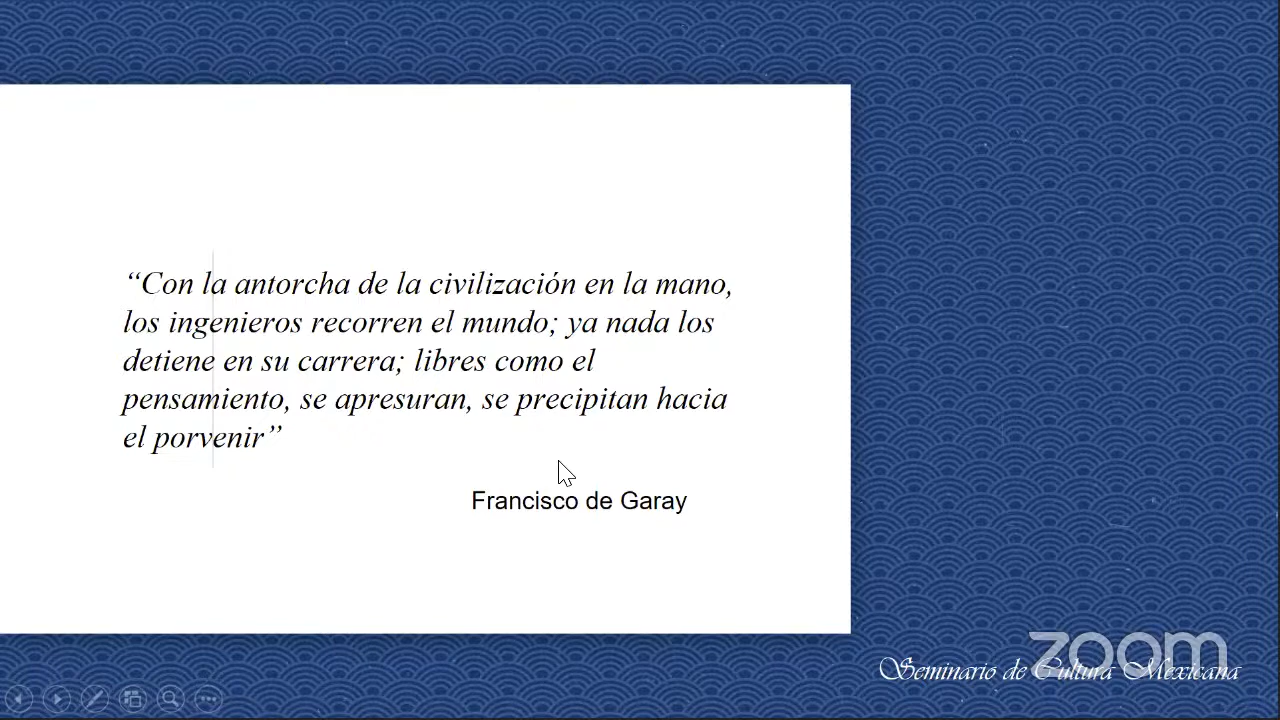 “Con la antorcha de la civilización en la mano,
los ingenieros recorren el mundo; ya nada los
detiene en su carrera; libres como el
pensamiento, se apresuran, se precipitan hacia
el porvenir”
Francisco de Garay
zoom
Seminario de Cultura Mexicana